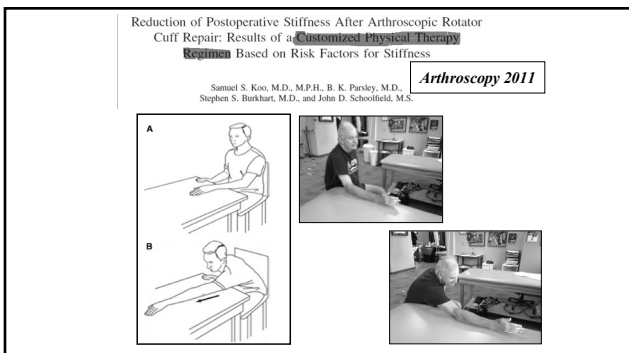 Reduction of Postoperative Stiffness After Arthroscopic Rotator
Cuff Repair: Results of a Customized Physical Therapy
Regimen Based on Risk Factors for Stiffness
Arthroscopy 2011
Samuel S. Koo, M.D., M.P.H., B. K. Parsley, M.D.,
Stephen S. Burkhart, M.D., and John D. Schoolfield, M.S.
A
B